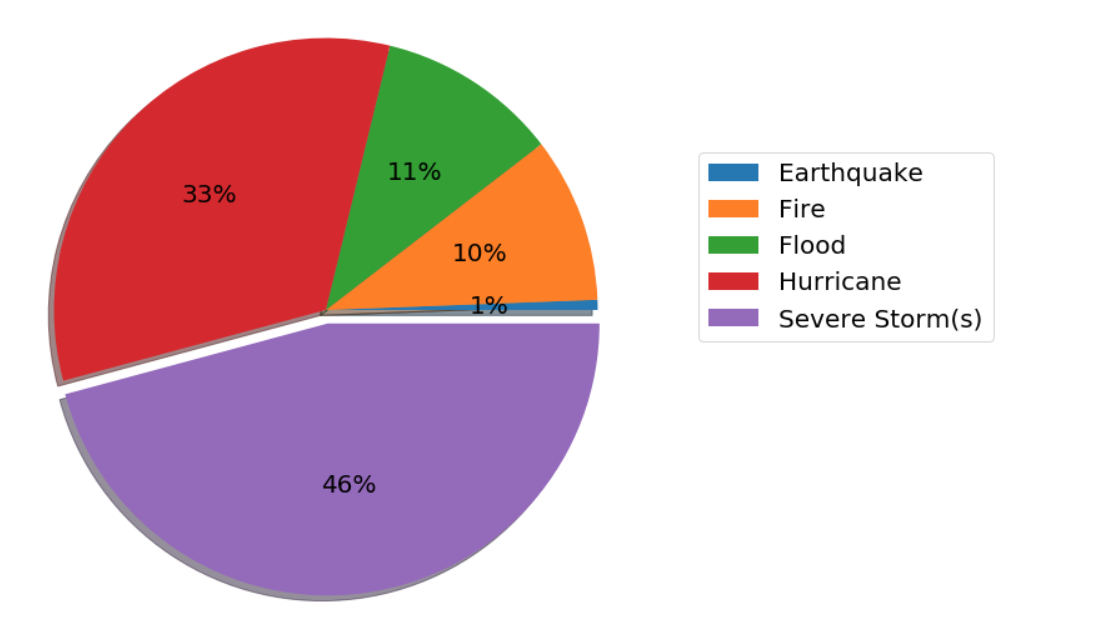 33%
11%
10%
1%
46%
Earthquake
Fire
Flood
Hurricane
Severe Storm(s)